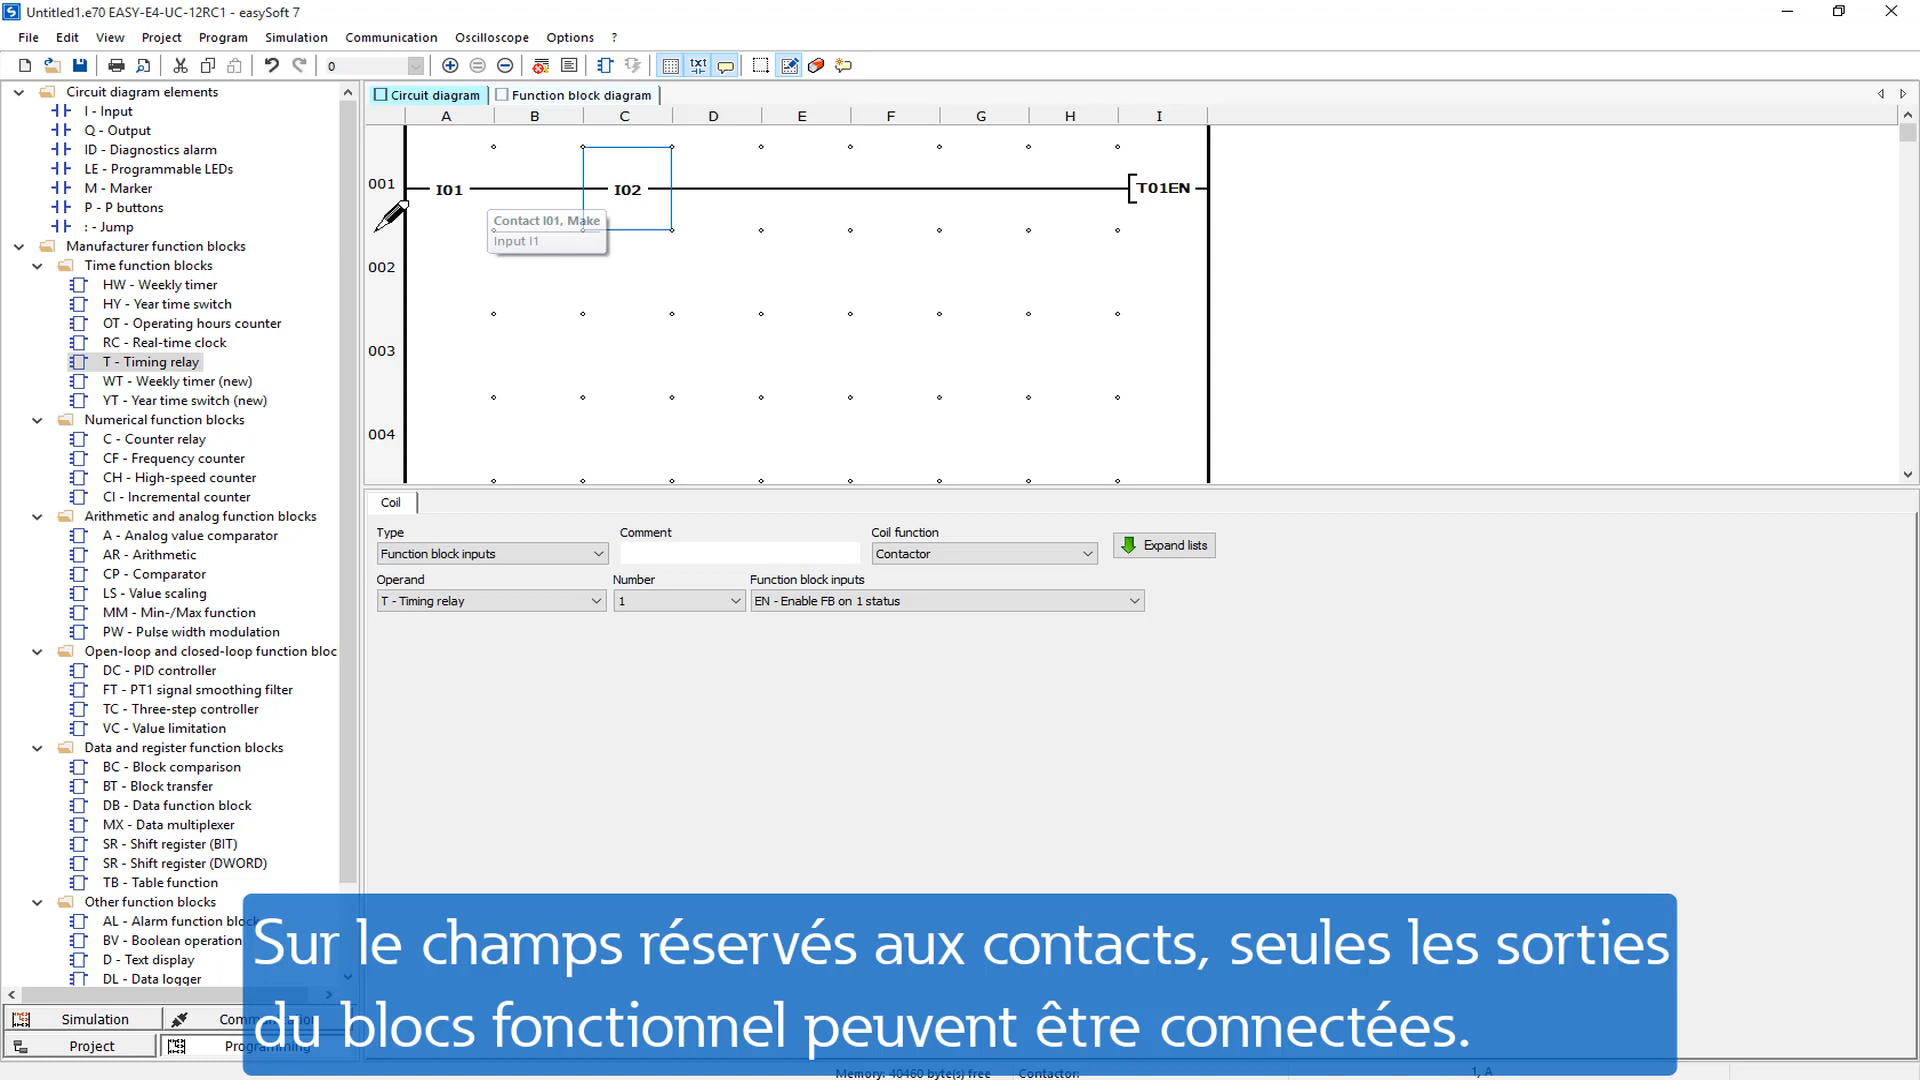 Untitled1.e70 EASY-E4-UC-12RC1 - easySoft 7
File Edit View Project Program Simulation Communication Oscilloscope Options ?
0
Circuit diagram elements
I - Input
Q - Output
ID - Diagnostics alarm
LE - Programmable LEDs
M - Marker
P - P buttons
: - Jump
Manufacturer function blocks
Time function blocks
HW - Weekly timer
HY - Year time switch
OT - Operating hours counter
RC - Real-time clock
T - Timing relay
WT - Weekly timer (new)
YT - Year time switch (new)
Numerical function blocks
C - Counter relay
CF - Frequency counter
CH - High-speed counter
CI - Incremental counter
Arithmetic and analog function blocks
A - Analog value comparator
AR - Arithmetic
CP - Comparator
LS - Value scaling
MM - Min-/Max function
PW - Pulse width modulation
Open-loop and closed-loop function bloc
DC - PID controller
FT - PT1 signal smoothing filter
TC - Three-step controller
VC - Value limitation
Data and register function blocks
BC - Block comparison
BT - Block transfer
DB - Data function block
MX - Data multiplexer
SR - Shift register (BIT)
SR - Shift register (DWORD)
TB - Table function
Other function blocks
AL - Alarm function block
BV - Boolean operation
D - Text display
DL - Data logger
Simulation
Project
Circuit diagram Function block diagram
A B C D E F G H I
001 I01 I02 T01EN
Contact I01, Make
Input I1
002
003
004
Coil
Type Comment Coil function
Function block inputs Contactor Expand lists
Operand Number Function block inputs
T - Timing relay 1 EN - Enable FB on 1 status
Sur le champs réservés aux contacts, seules les sorties
du blocs fonctionnel peuvent être connectées.
Memory: 40460 byte(s) free Contactor: 1, A